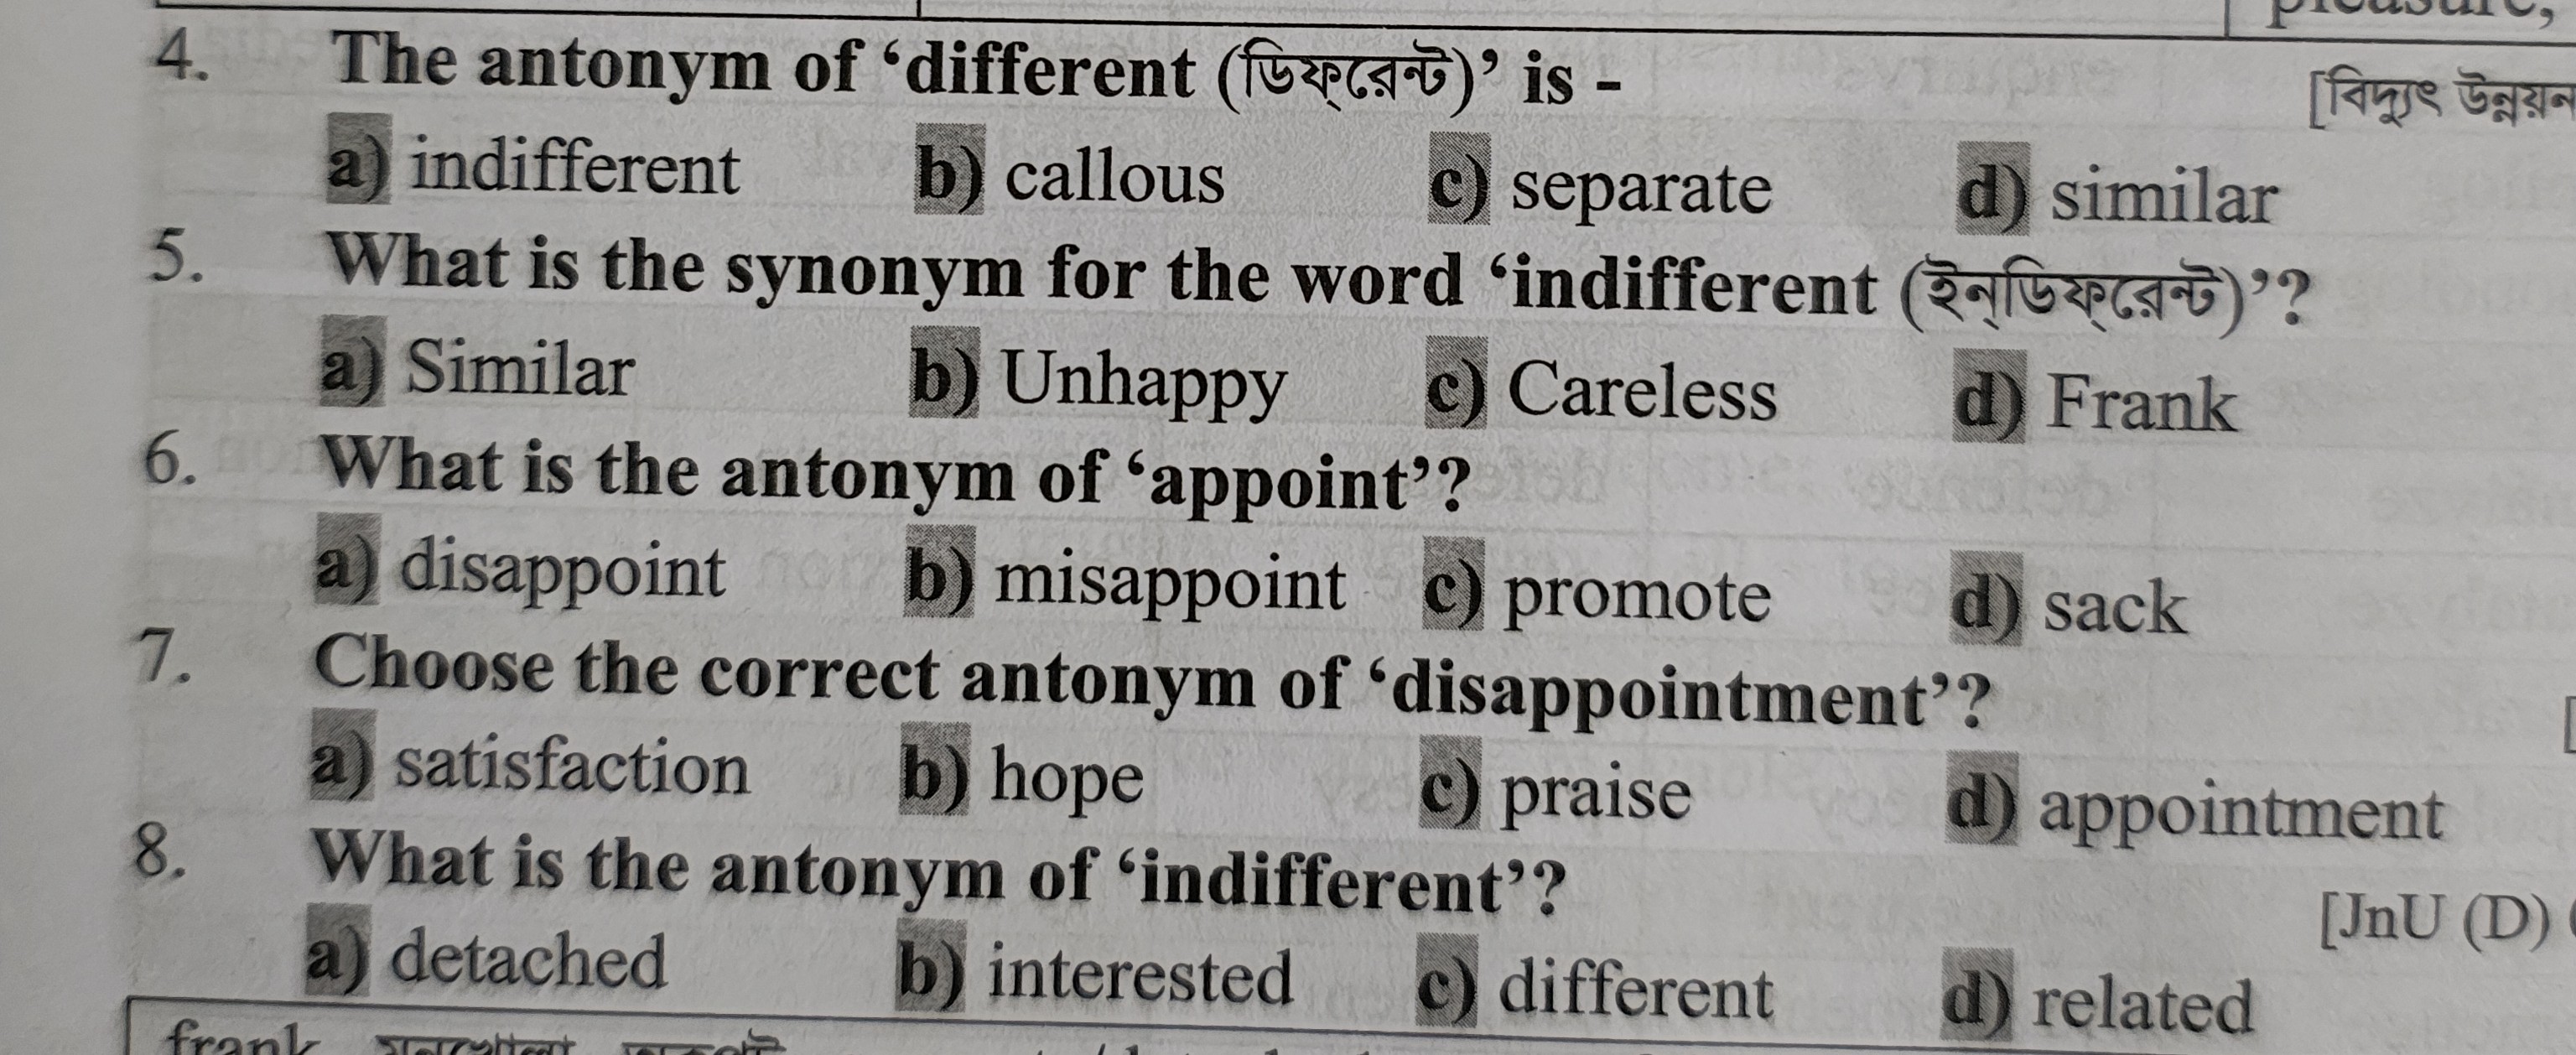 4. The antonym of ‘different (ডিফ্রেন্ট)’ is - [বিদ্যুৎ উন্নয়ন
a) indifferent b) callous c) separate d) similar
5. What is the synonym for the word ‘indifferent (ইন্ডিফ্রেন্ট)’?
a) Similar b) Unhappy c) Careless d) Frank
6. What is the antonym of ‘appoint’?
a) disappoint b) misappoint c) promote d) sack
7. Choose the correct antonym of ‘disappointment’? [
a) satisfaction b) hope c) praise d) appointment
8. What is the antonym of ‘indifferent’? [JnU (D)
a) detached b) interested c) different d) related
frank